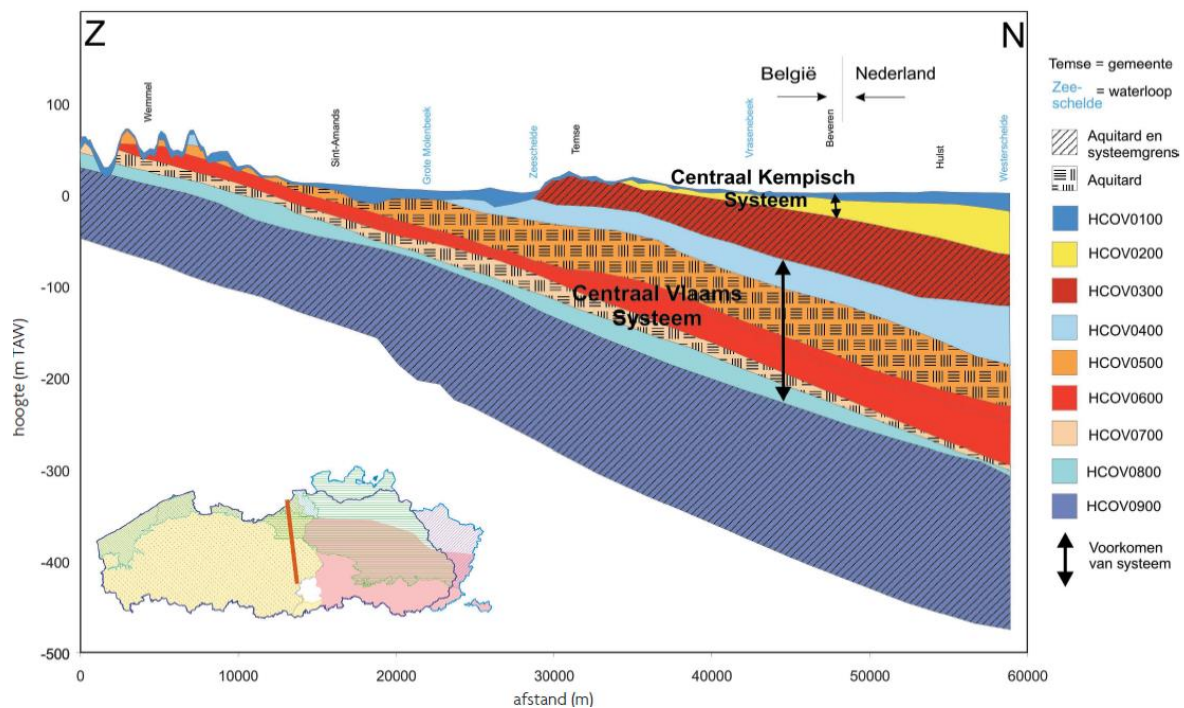 Z
N
België
Nederland
Wemmel
Sint-Amands
Grote Molenbeek
Zeeschelde
Temse
Vrasenebeek
Beveren
Hulst
Westerschelde
Centraal Kempisch
Systeem
Centraal Vlaams
Systeem
hoogte (m TAW)
100
0
-100
-200
-300
-400
-500
0
10000
20000
30000
40000
50000
60000
afstand (m)
Temse = gemeente
Zee-
schelde = waterloop
Aquitard en
systeemgrens
Aquitard
HCOV0100
HCOV0200
HCOV0300
HCOV0400
HCOV0500
HCOV0600
HCOV0700
HCOV0800
HCOV0900
Voorkomen
van systeem